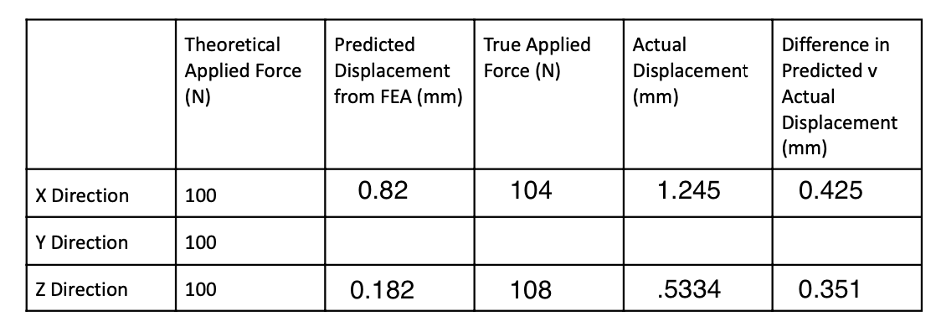 Theoretical Applied Force (N) Predicted Displacement from FEA (mm) True Applied Force (N) Actual Displacement (mm) Difference in Predicted v Actual Displacement (mm)
X Direction 100 0.82 104 1.245 0.425
Y Direction 100
Z Direction 100 0.182 108 .5334 0.351